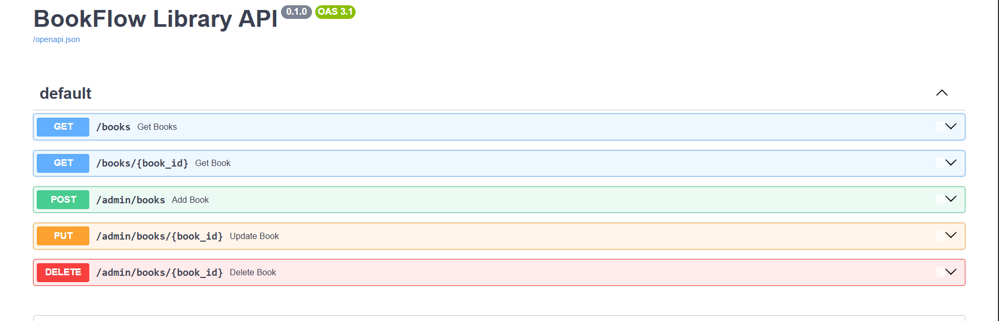 BookFlow Library API 0.1.0 OAS 3.1
/openapi.json
default
GET /books Get Books
GET /books/{book_id} Get Book
POST /admin/books Add Book
PUT /admin/books/{book_id} Update Book
DELETE /admin/books/{book_id} Delete Book